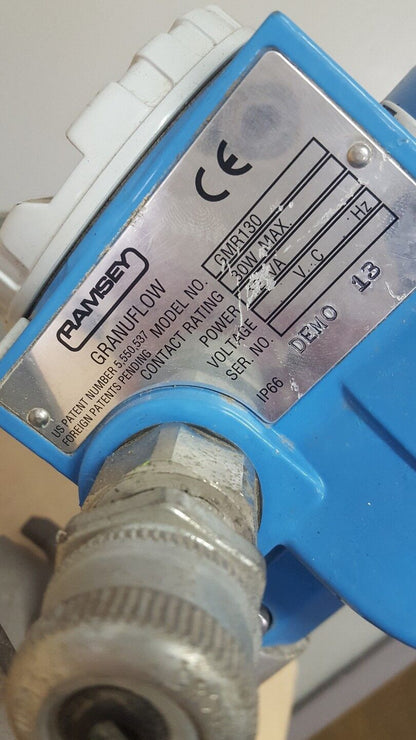 CE
RAMSEY
GRANUFLOW
US PATENT NUMBER 5,550,537
FOREIGN PATENTS PENDING
MODEL NO. GMR130
CONTACT RATING 30W MAX.
POWER VA
VOLTAGE V.C Hz
SER. NO. DEMO 13
IP66